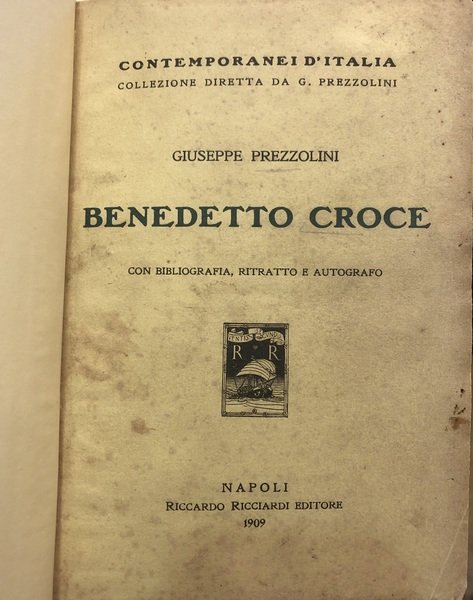 CONTEMPORANEI D'ITALIA
COLLEZIONE DIRETTA DA G. PREZZOLINI
GIUSEPPE PREZZOLINI
BENEDETTO CROCE
CON BIBLIOGRAFIA, RITRATTO E AUTOGRAFO
R R
NAPOLI
RICCARDO RICCIARDI EDITORE
1909